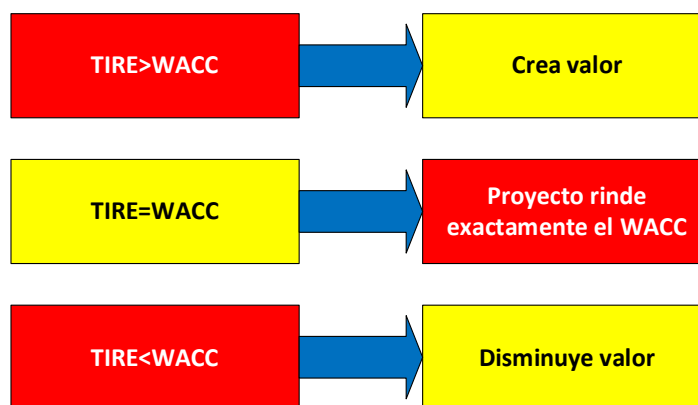 TIRE>WACC
Crea valor
TIRE=WACC
Proyecto rinde
exactamente el WACC
TIRE<WACC
Disminuye valor